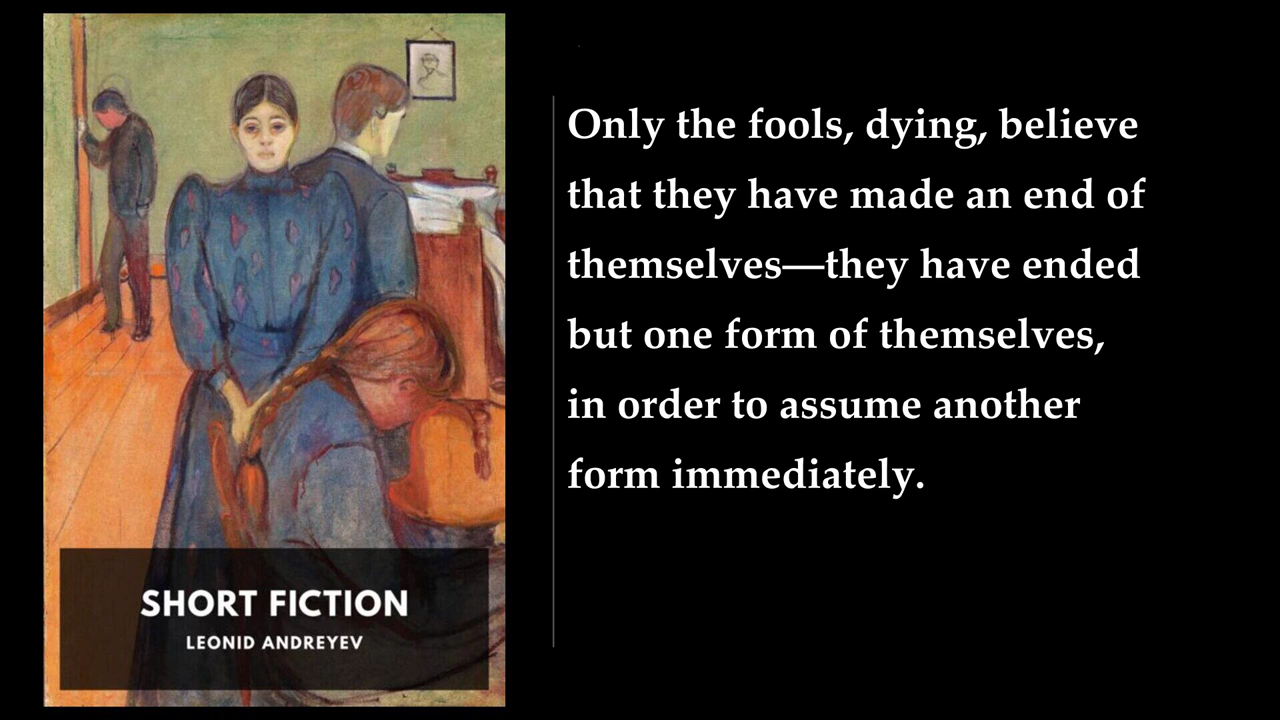 SHORT FICTION
LEONID ANDREYEV
Only the fools, dying, believe
that they have made an end of
themselves—they have ended
but one form of themselves,
in order to assume another
form immediately.